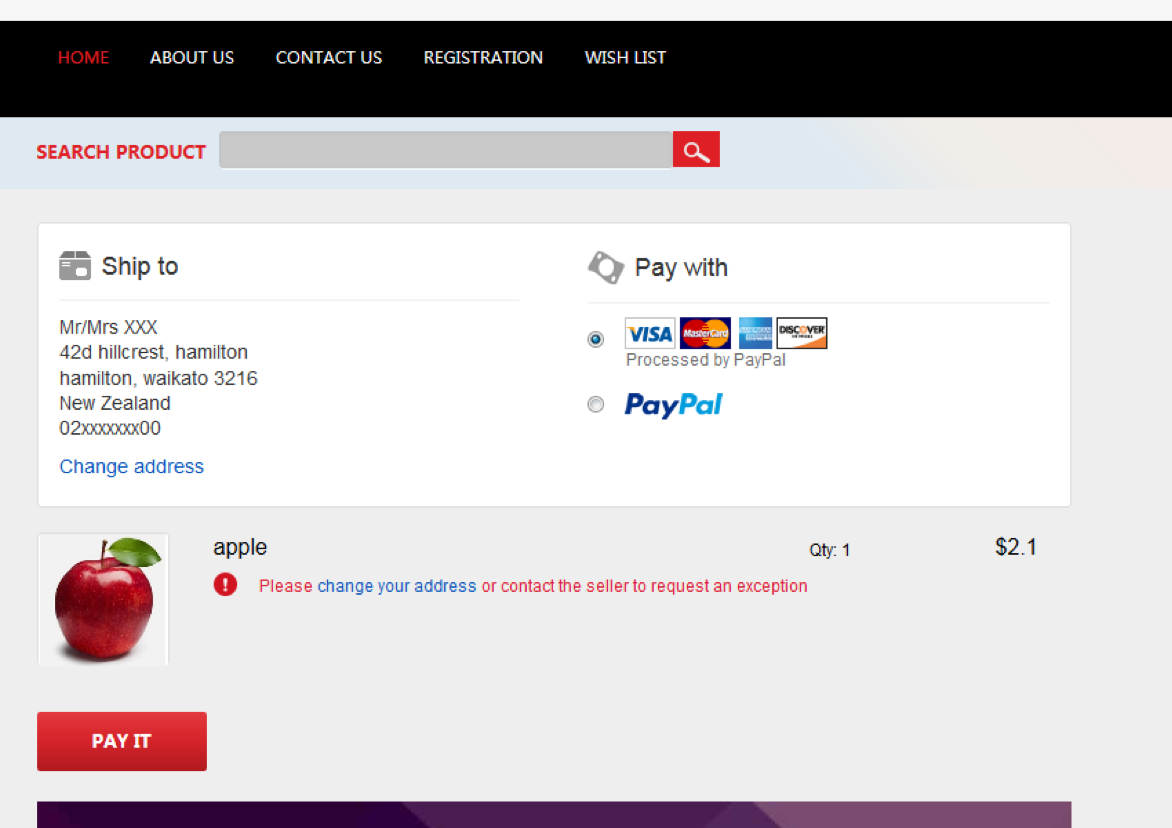 HOME ABOUT US CONTACT US REGISTRATION WISH LIST
SEARCH PRODUCT
Ship to
Mr/Mrs XXX
42d hillcrest, hamilton
hamilton, waikato 3216
New Zealand
02xxxxxxx00
Change address
Pay with
VISA MasterCard AMERICAN EXPRESS DISCOVER
Processed by PayPal
PayPal
apple Qty: 1 $2.1
Please change your address or contact the seller to request an exception
PAY IT